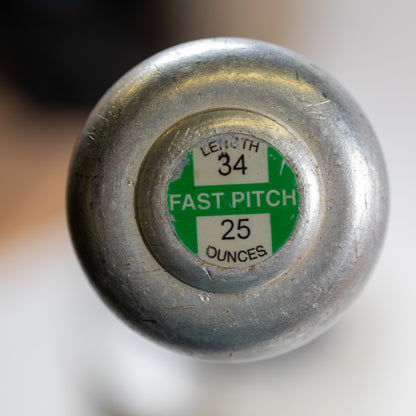 LENGTH
34
FAST PITCH
25
OUNCES